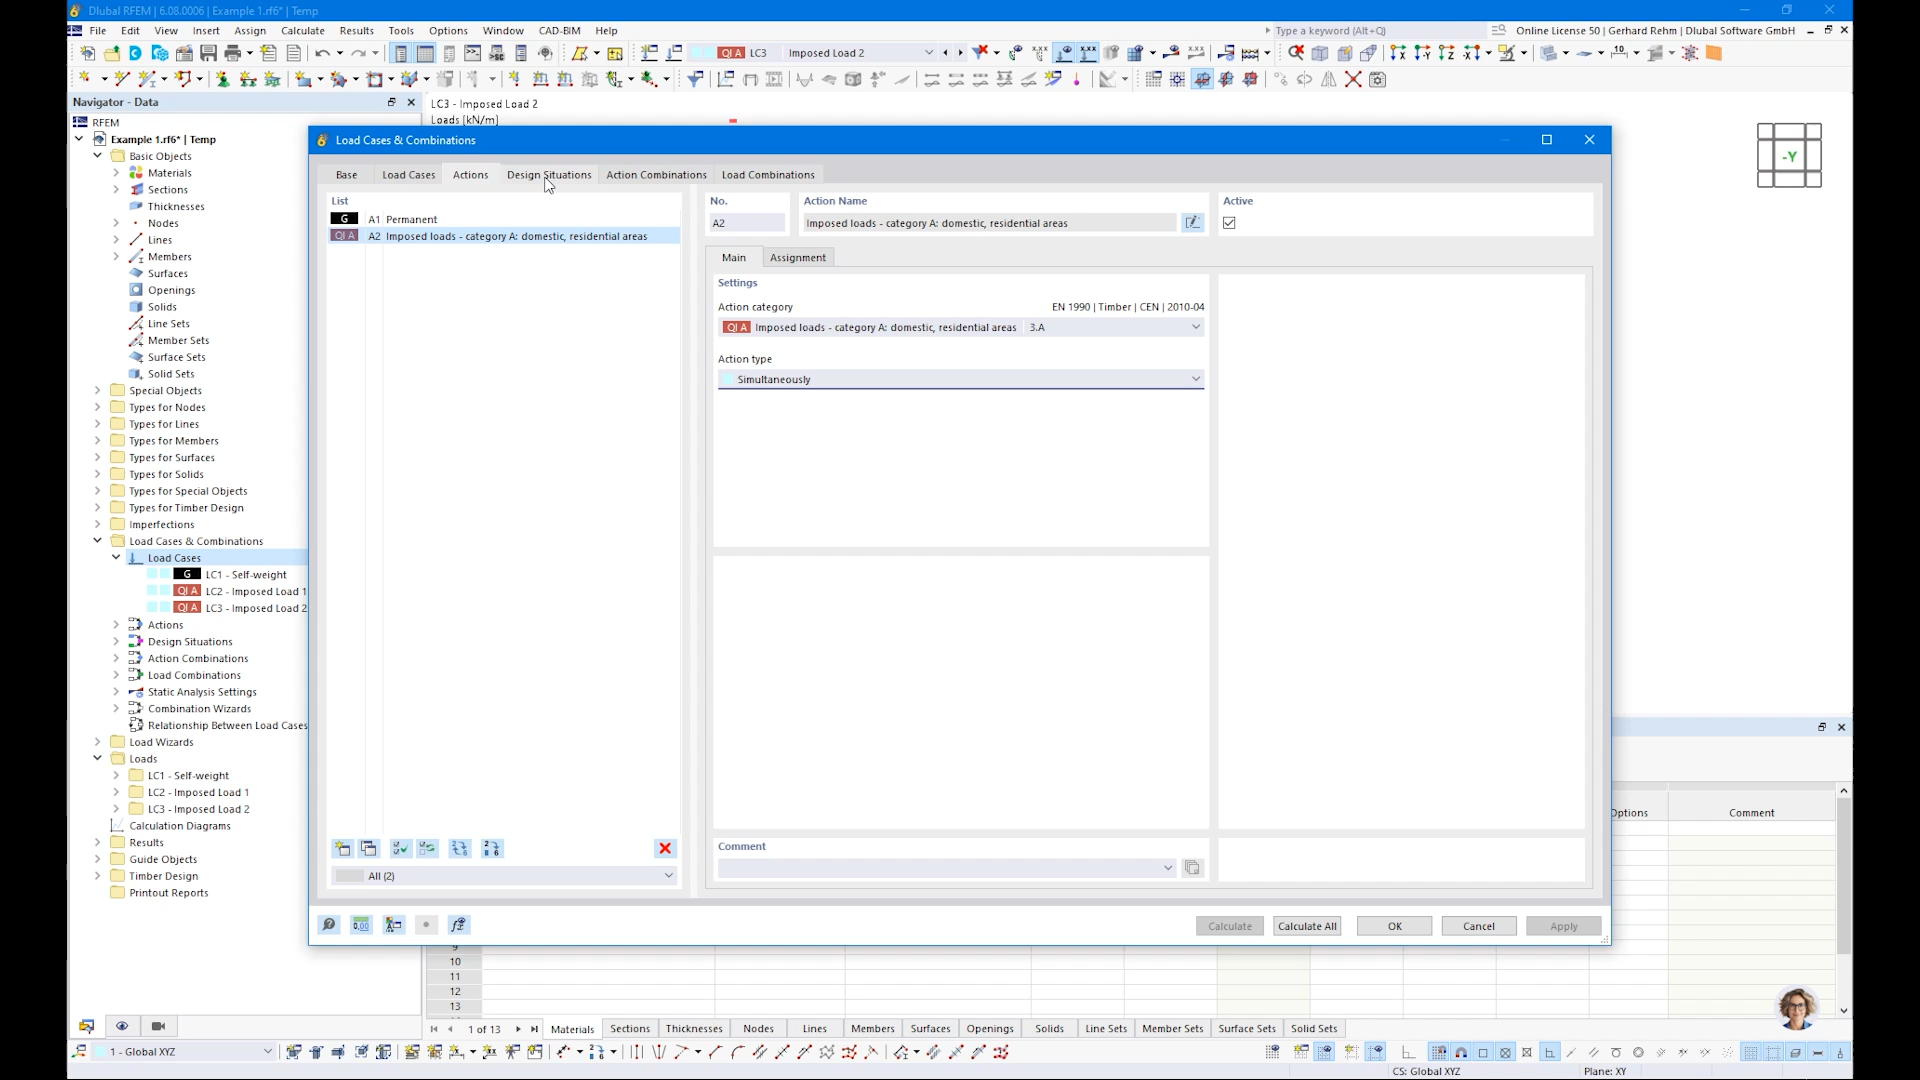 Dlubal RFEM | 6.08.0006 | Example 1.rf6* | Temp
File Edit View Insert Assign Calculate Results Tools Options Window CAD-BIM Help
Type a keyword (Alt+Q)
Online License 50 | Gerhard Rehm | Dlubal Software GmbH
QI A LC3 Imposed Load 2
Navigator - Data
RFEM
Example 1.rf6* | Temp
Basic Objects
Materials
Sections
Thicknesses
Nodes
Lines
Members
Surfaces
Openings
Solids
Line Sets
Member Sets
Surface Sets
Solid Sets
Special Objects
Types for Nodes
Types for Lines
Types for Members
Types for Surfaces
Types for Solids
Types for Special Objects
Types for Timber Design
Imperfections
Load Cases & Combinations
Load Cases
G LC1 - Self-weight
QI A LC2 - Imposed Load 1
QI A LC3 - Imposed Load 2
Actions
Design Situations
Action Combinations
Load Combinations
Static Analysis Settings
Combination Wizards
Relationship Between Load Cases
Load Wizards
Loads
LC1 - Self-weight
LC2 - Imposed Load 1
LC3 - Imposed Load 2
Calculation Diagrams
Results
Guide Objects
Timber Design
Printout Reports
LC3 - Imposed Load 2
Loads [kN/m]
-Y
Load Cases & Combinations
Base Load Cases Actions Design Situations Action Combinations Load Combinations
List
G A1 Permanent
QI A A2 Imposed loads - category A: domestic, residential areas
All (2)
No.
A2
Action Name
Imposed loads - category A: domestic, residential areas
Active
Main Assignment
Settings
Action category EN 1990 | Timber | CEN | 2010-04
QI A Imposed loads - category A: domestic, residential areas 3.A
Action type
Simultaneously
Comment
Calculate Calculate All OK Cancel Apply
Options Comment
9
10
11
12
13
1 of 13 Materials Sections Thicknesses Nodes Lines Members Surfaces Openings Solids Line Sets Member Sets Surface Sets Solid Sets
1 - Global XYZ
CS: Global XYZ Plane: XY